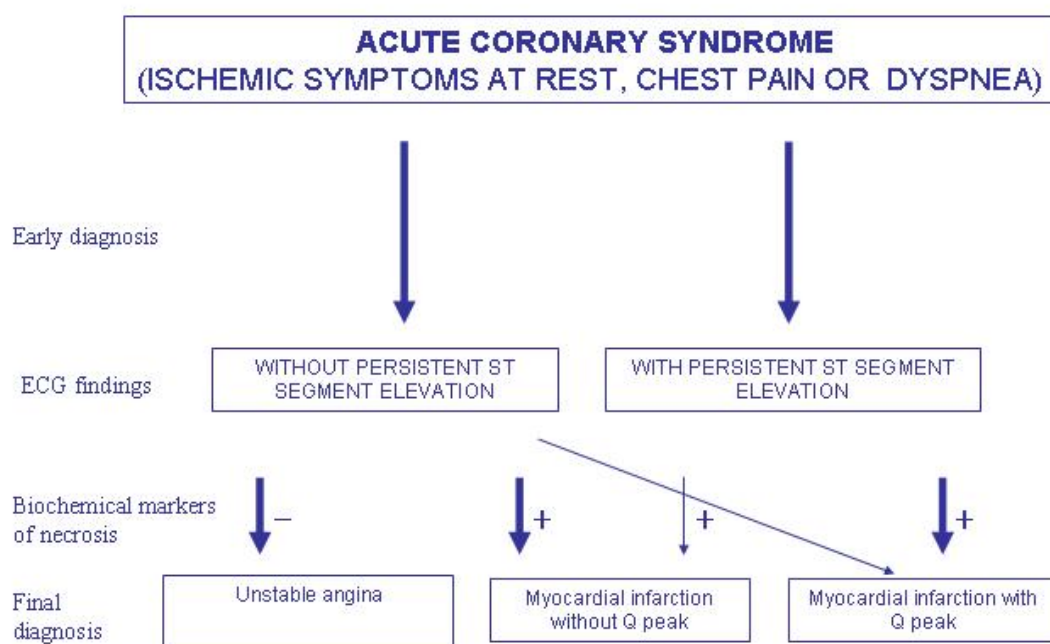 ACUTE CORONARY SYNDROME
(ISCHEMIC SYMPTOMS AT REST, CHEST PAIN OR DYSPNEA)
Early diagnosis
ECG findings
WITHOUT PERSISTENT ST
SEGMENT ELEVATION
WITH PERSISTENT ST SEGMENT
ELEVATION
Biochemical markers
of necrosis
–
+
+
+
Final
diagnosis
Unstable angina
Myocardial infarction
without Q peak
Myocardial infarction with
Q peak